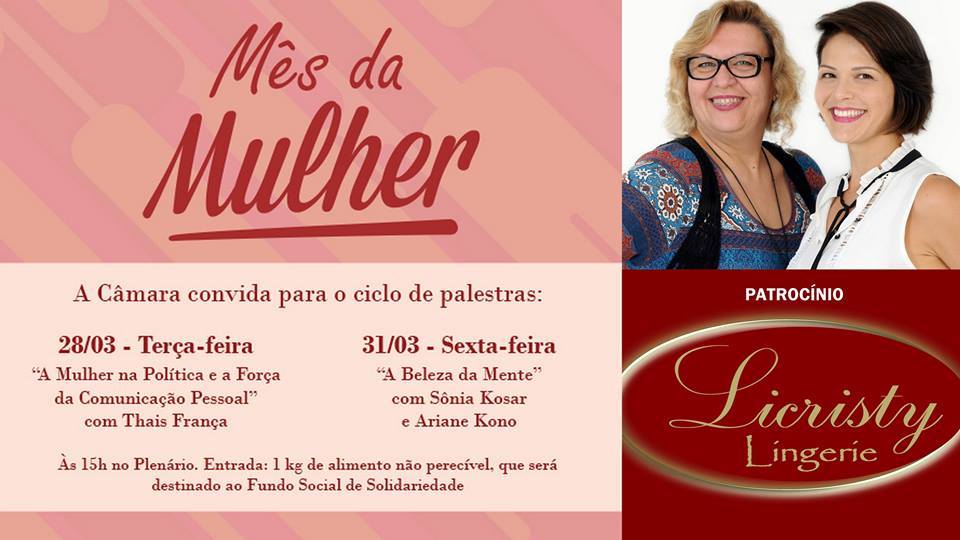 Mês da
Mulher
A Câmara convida para o ciclo de palestras:
28/03 - Terça-feira
“A Mulher na Política e a Força
da Comunicação Pessoal”
com Thais França
31/03 - Sexta-feira
“A Beleza da Mente”
com Sônia Kosar
e Ariane Kono
Às 15h no Plenário. Entrada: 1 kg de alimento não perecível, que será
destinado ao Fundo Social de Solidariedade
PATROCÍNIO
Licristy
Lingerie